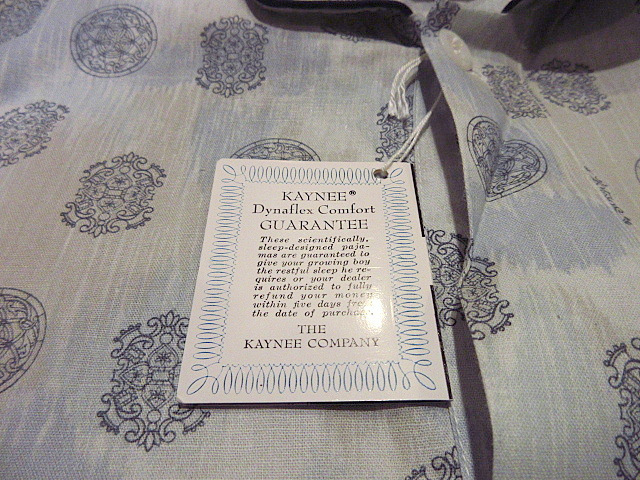 KAYNEE®
Dynaflex Comfort
GUARANTEE
These scientifically,
sleep-designed paja-
mas are guaranteed to
give your growing boy
the restful sleep he re-
quires or your dealer
is authorized to fully
refund your money
within five days from
the date of purchase.
THE
KAYNEE COMPANY